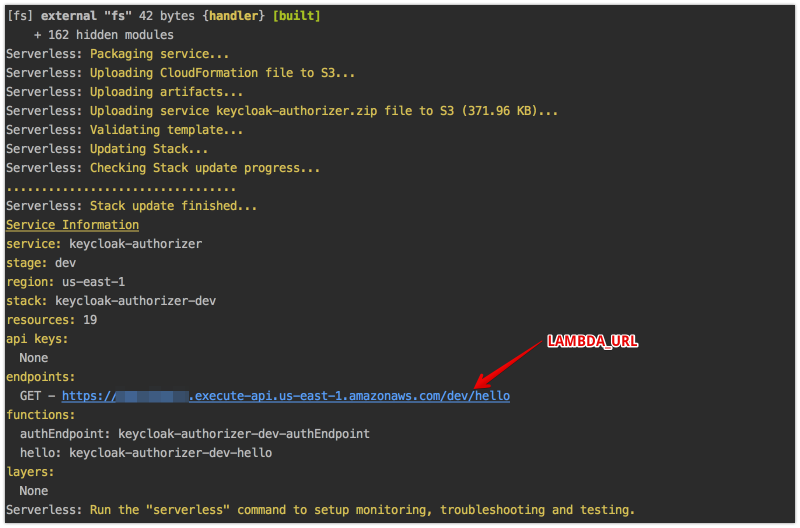 [fs] external "fs" 42 bytes {handler} [built]
+ 162 hidden modules
Serverless: Packaging service...
Serverless: Uploading CloudFormation file to S3...
Serverless: Uploading artifacts...
Serverless: Uploading service keycloak-authorizer.zip file to S3 (371.96 KB)...
Serverless: Validating template...
Serverless: Updating Stack...
Serverless: Checking Stack update progress...
.................................
Serverless: Stack update finished...
Service Information
service: keycloak-authorizer
stage: dev
region: us-east-1
stack: keycloak-authorizer-dev
resources: 19
api keys:
None
LAMBDA_URL
endpoints:
GET - https://.execute-api.us-east-1.amazonaws.com/dev/hello
functions:
authEndpoint: keycloak-authorizer-dev-authEndpoint
hello: keycloak-authorizer-dev-hello
layers:
None
Serverless: Run the "serverless" command to setup monitoring, troubleshooting and testing.